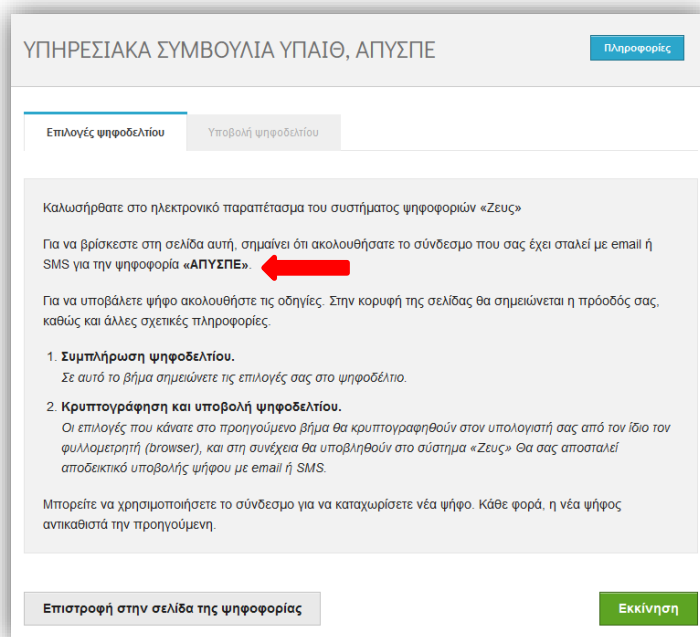 ΥΠΗΡΕΣΙΑΚΑ ΣΥΜΒΟΥΛΙΑ ΥΠΑΙΘ, ΑΠΥΣΠΕ
Πληροφορίες
Επιλογές ψηφοδελτίου
Υποβολή ψηφοδελτίου
Καλωσήρθατε στο ηλεκτρονικό παραπέτασμα του συστήματος ψηφοφοριών «Ζευς»
Για να βρίσκεστε στη σελίδα αυτή, σημαίνει ότι ακολουθήσατε το σύνδεσμο που σας έχει σταλεί με email ή
SMS για την ψηφοφορία «ΑΠΥΣΠΕ».
Για να υποβάλετε ψήφο ακολουθήστε τις οδηγίες. Στην κορυφή της σελίδας θα σημειώνεται η πρόοδός σας,
καθώς και άλλες σχετικές πληροφορίες.
1. Συμπλήρωση ψηφοδελτίου.
Σε αυτό το βήμα σημειώνετε τις επιλογές σας στο ψηφοδέλτιο.
2. Κρυπτογράφηση και υποβολή ψηφοδελτίου.
Οι επιλογές που κάνατε στο προηγούμενο βήμα θα κρυπτογραφηθούν στον υπολογιστή σας από τον ίδιο τον
φυλλομετρητή (browser), και στη συνέχεια θα υποβληθούν στο σύστημα «Ζευς» Θα σας αποσταλεί
αποδεικτικό υποβολής ψήφου με email ή SMS.
Μπορείτε να χρησιμοποιήσετε το σύνδεσμο για να καταχωρίσετε νέα ψήφο. Κάθε φορά, η νέα ψήφος
αντικαθιστά την προηγούμενη.
Επιστροφή στην σελίδα της ψηφοφορίας
Εκκίνηση